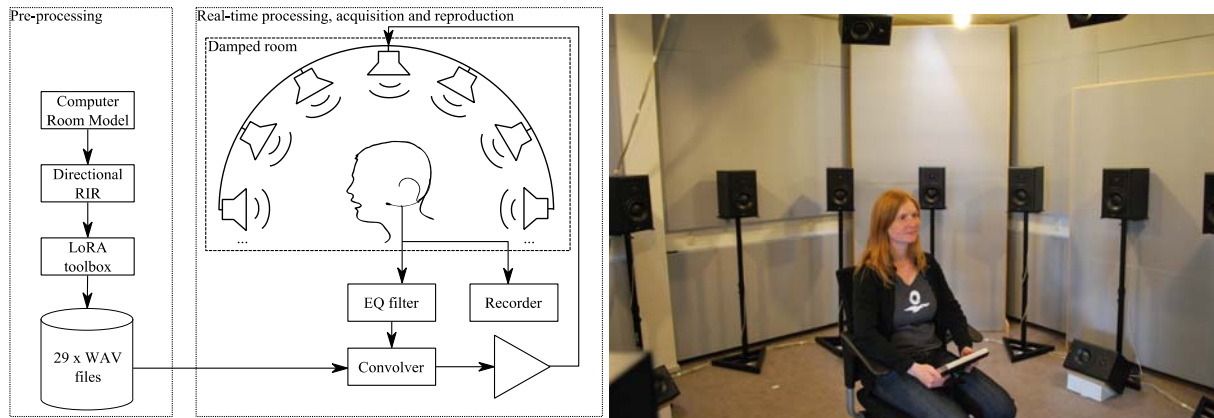 Pre-processing
Computer
Room Model
Directional
RIR
LoRA
toolbox
29 x WAV
files
Real-time processing, acquisition and reproduction
Damped room
...
...
EQ filter
Recorder
Convolver